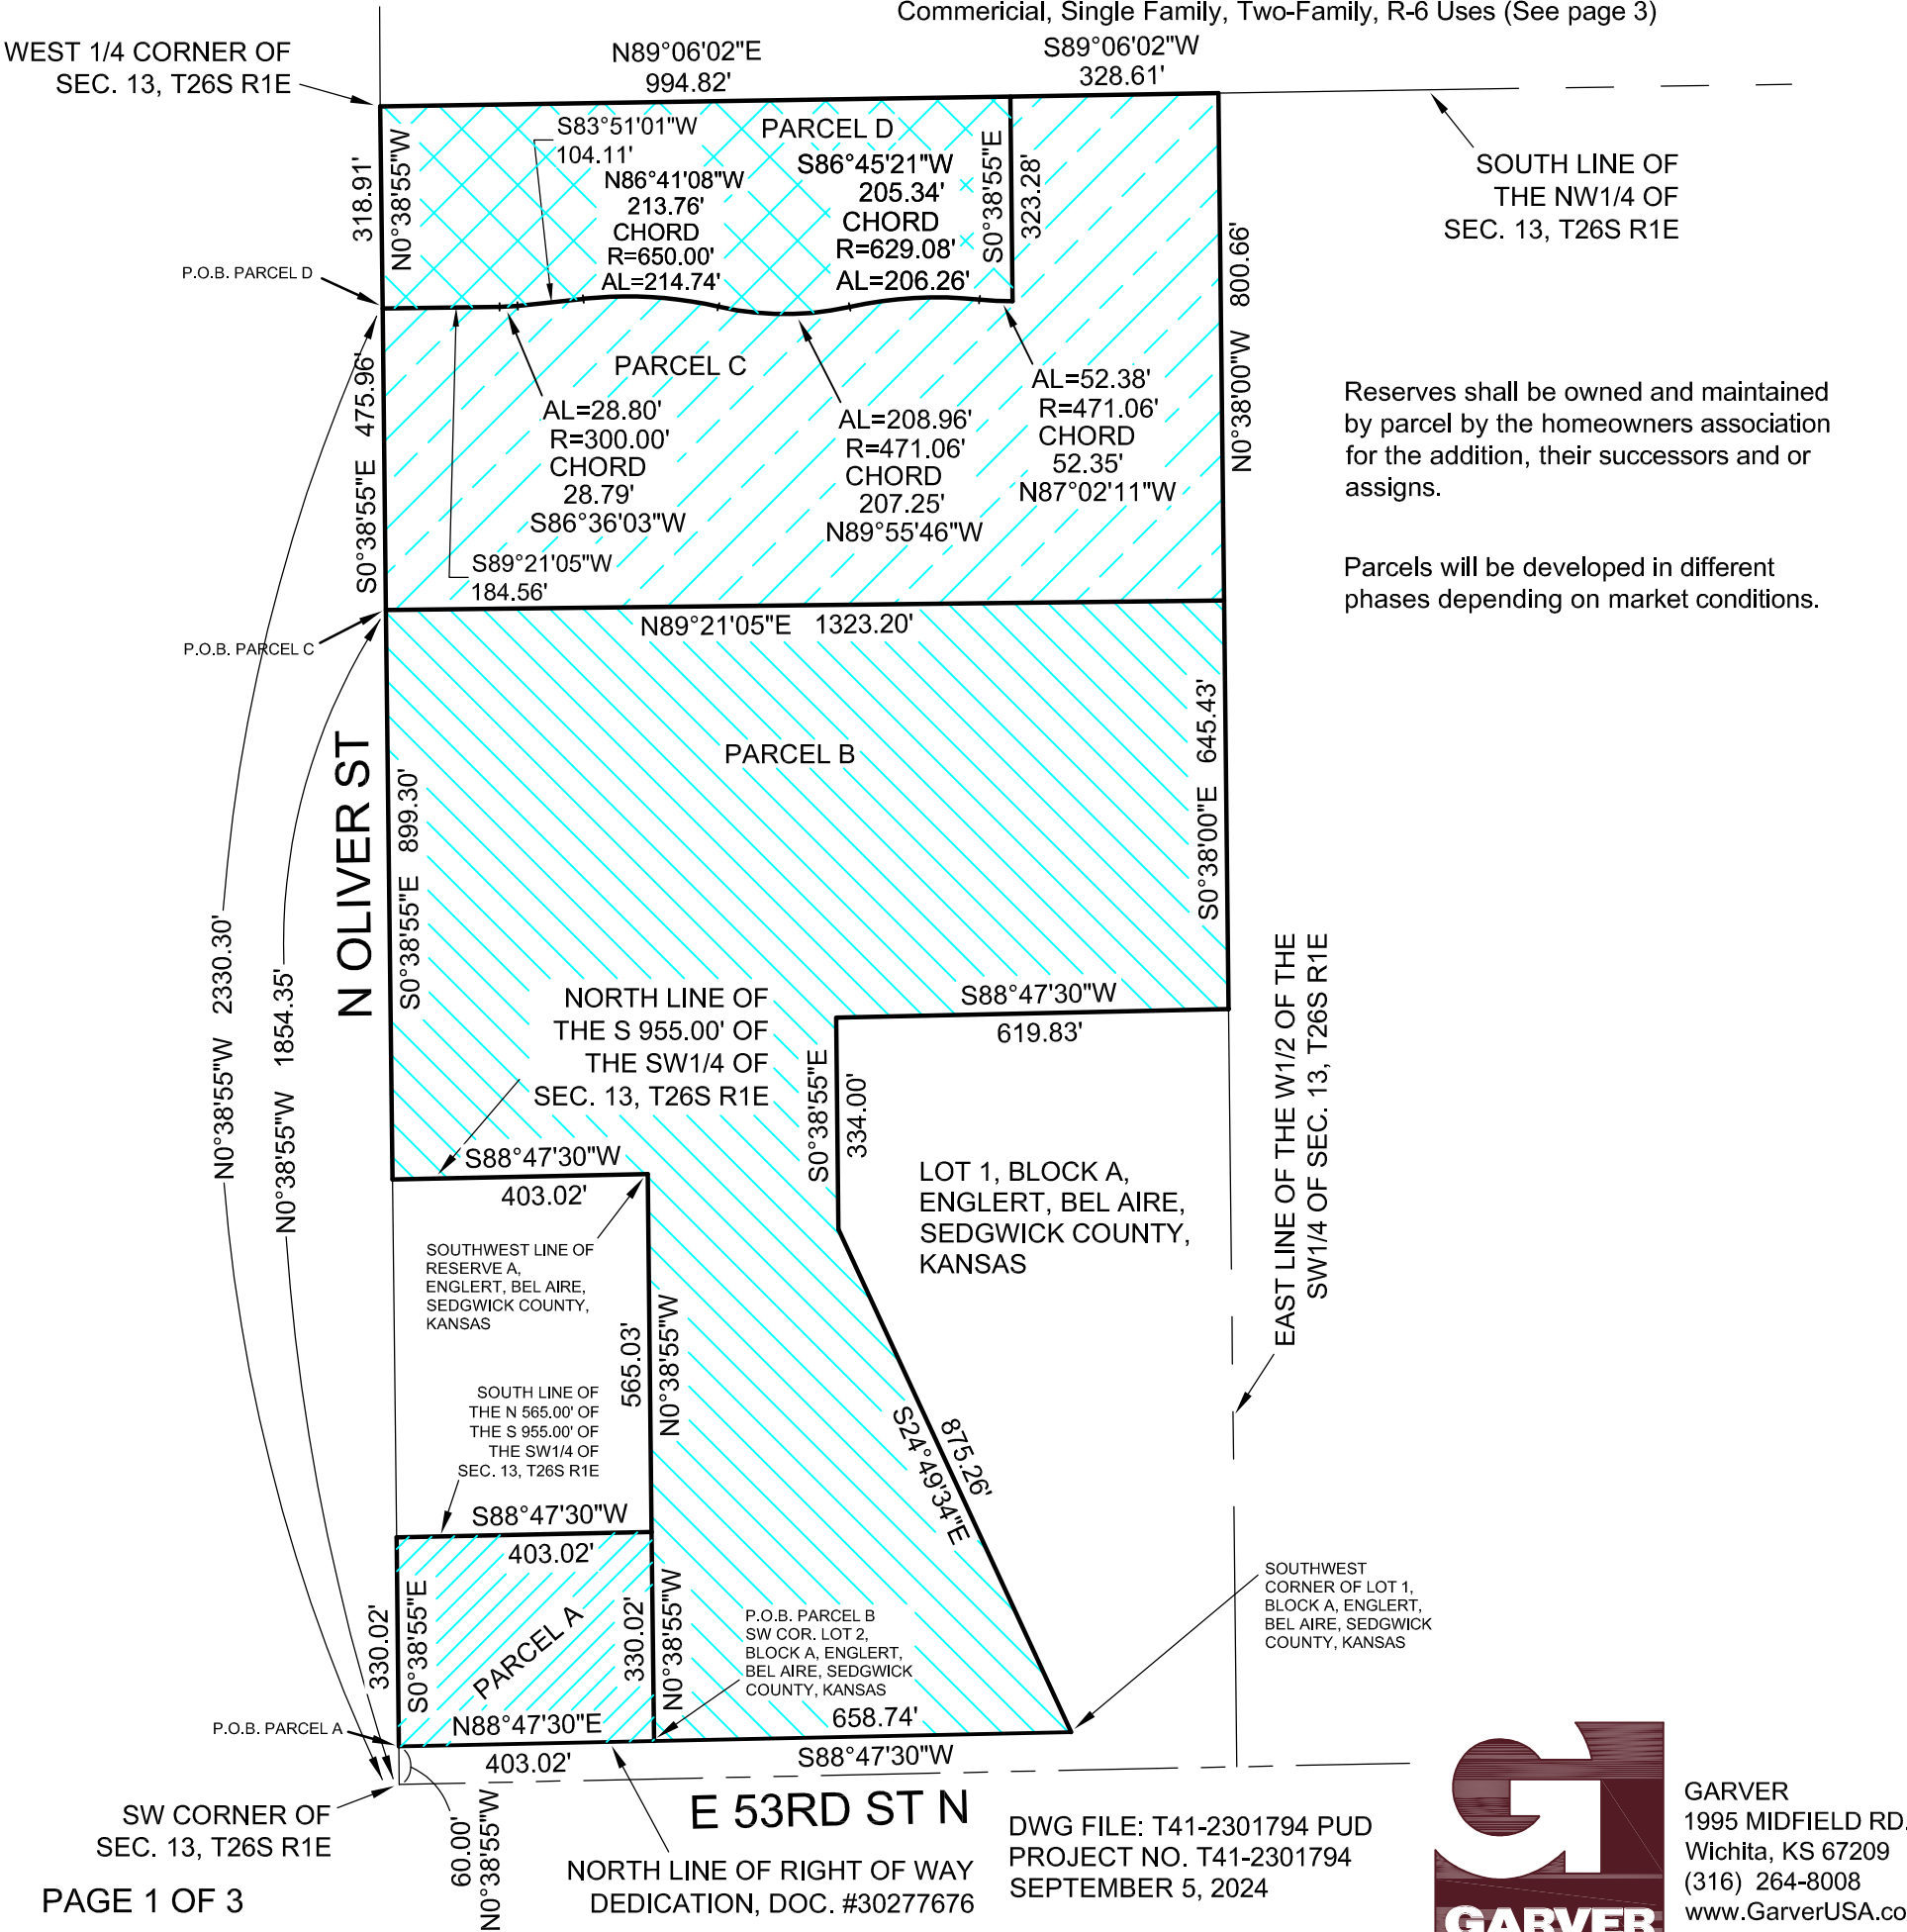 Commericial, Single Family, Two-Family, R-6 Uses (See page 3)
WEST 1/4 CORNER OF
SEC. 13, T26S R1E
N89°06'02"E
994.82'
S89°06'02"W
328.61'
SOUTH LINE OF
THE NW1/4 OF
SEC. 13, T26S R1E
318.91'
N0°38'55"W
S83°51'01"W
104.11'
PARCEL D
N86°41'08"W
213.76'
CHORD
R=650.00'
AL=214.74'
S86°45'21"W
205.34'
CHORD
R=629.08'
AL=206.26'
S0°38'55"E
323.28'
N0°38'00"W 800.66'
P.O.B. PARCEL D
S0°38'55"E 475.96'
PARCEL C
AL=28.80'
R=300.00'
CHORD
28.79'
S86°36'03"W
AL=208.96'
R=471.06'
CHORD
207.25'
N89°55'46"W
AL=52.38'
R=471.06'
CHORD
52.35'
N87°02'11"W
S89°21'05"W
184.56'
Reserves shall be owned and maintained
by parcel by the homeowners association
for the addition, their successors and or
assigns.
Parcels will be developed in different
phases depending on market conditions.
P.O.B. PARCEL C
N89°21'05"E 1323.20'
PARCEL B
S0°38'00"E 645.43'
N OLIVER ST
S0°38'55"E 899.30'
N0°38'55"W 2330.30'
N0°38'55"W 1854.35'
NORTH LINE OF
THE S 955.00' OF
THE SW1/4 OF
SEC. 13, T26S R1E
S88°47'30"W
619.83'
S0°38'55"E
334.00'
EAST LINE OF THE W1/2 OF THE
SW1/4 OF SEC. 13, T26S R1E
S88°47'30"W
403.02'
LOT 1, BLOCK A,
ENGLERT, BEL AIRE,
SEDGWICK COUNTY,
KANSAS
SOUTHWEST LINE OF
RESERVE A,
ENGLERT, BEL AIRE,
SEDGWICK COUNTY,
KANSAS
565.03'
N0°38'55"W
SOUTH LINE OF
THE N 565.00' OF
THE S 955.00' OF
THE SW1/4 OF
SEC. 13, T26S R1E
875.26'
S24°49'34"E
S88°47'30"W
403.02'
330.02'
S0°38'55"E
PARCEL A
330.02'
N0°38'55"W
P.O.B. PARCEL B
SW COR. LOT 2,
BLOCK A, ENGLERT,
BEL AIRE, SEDGWICK
COUNTY, KANSAS
SOUTHWEST
CORNER OF LOT 1,
BLOCK A, ENGLERT,
BEL AIRE, SEDGWICK
COUNTY, KANSAS
P.O.B. PARCEL A
N88°47'30"E
403.02'
658.74'
S88°47'30"W
SW CORNER OF
SEC. 13, T26S R1E
60.00'
N0°38'55"W
E 53RD ST N
NORTH LINE OF RIGHT OF WAY
DEDICATION, DOC. #30277676
DWG FILE: T41-2301794 PUD
PROJECT NO. T41-2301794
SEPTEMBER 5, 2024
PAGE 1 OF 3
GARVER
GARVER
1995 MIDFIELD RD.
Wichita, KS 67209
(316) 264-8008
www.GarverUSA.co